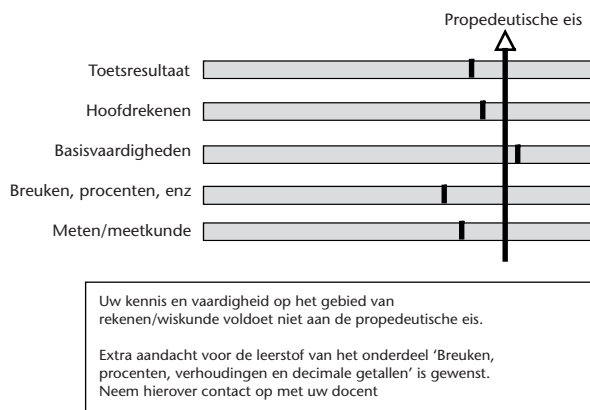 Propedeutische eis
Toetsresultaat
Hoofdrekenen
Basisvaardigheden
Breuken, procenten, enz
Meten/meetkunde
Uw kennis en vaardigheid op het gebied van
rekenen/wiskunde voldoet niet aan de propedeutische eis.
Extra aandacht voor de leerstof van het onderdeel ‘Breuken,
procenten, verhoudingen en decimale getallen’ is gewenst.
Neem hierover contact op met uw docent